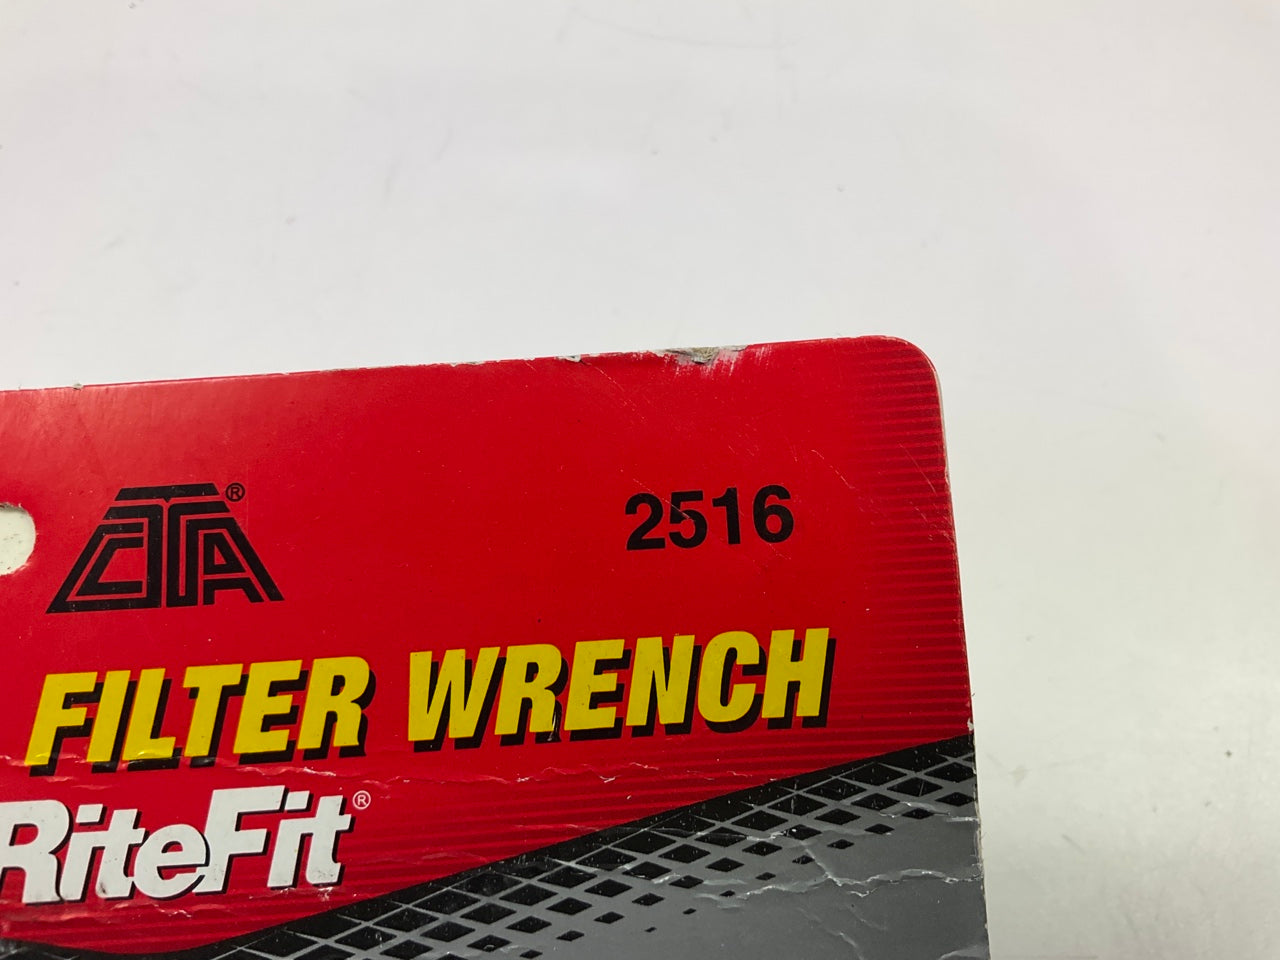 CTA®
2516
FILTER WRENCH
RiteFit®